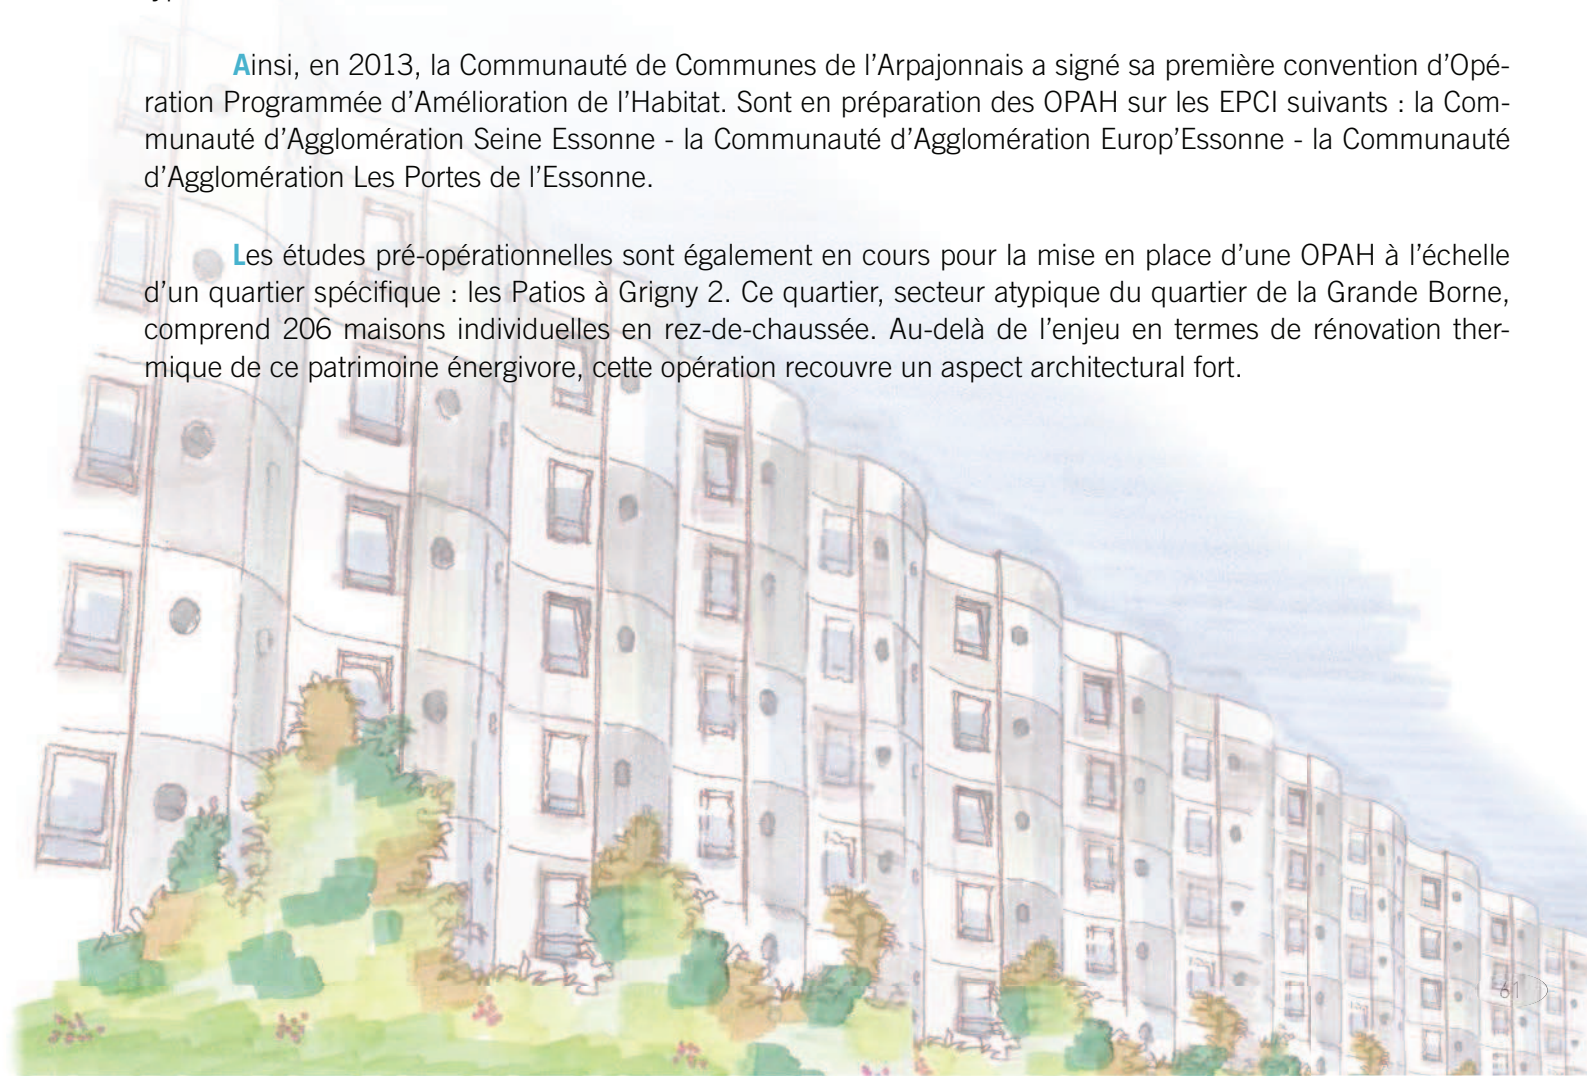 Ainsi, en 2013, la Communauté de Communes de l’Arpajonnais a signé sa première convention d’Opé-
ration Programmée d’Amélioration de l’Habitat. Sont en préparation des OPAH sur les EPCI suivants : la Com-
munauté d’Agglomération Seine Essonne - la Communauté d’Agglomération Europ’Essonne - la Communauté
d’Agglomération Les Portes de l’Essonne.
Les études pré-opérationnelles sont également en cours pour la mise en place d’une OPAH à l’échelle
d’un quartier spécifique : les Patios à Grigny 2. Ce quartier, secteur atypique du quartier de la Grande Borne,
comprend 206 maisons individuelles en rez-de-chaussée. Au-delà de l’enjeu en termes de rénovation ther-
mique de ce patrimoine énergivore, cette opération recouvre un aspect architectural fort.
61